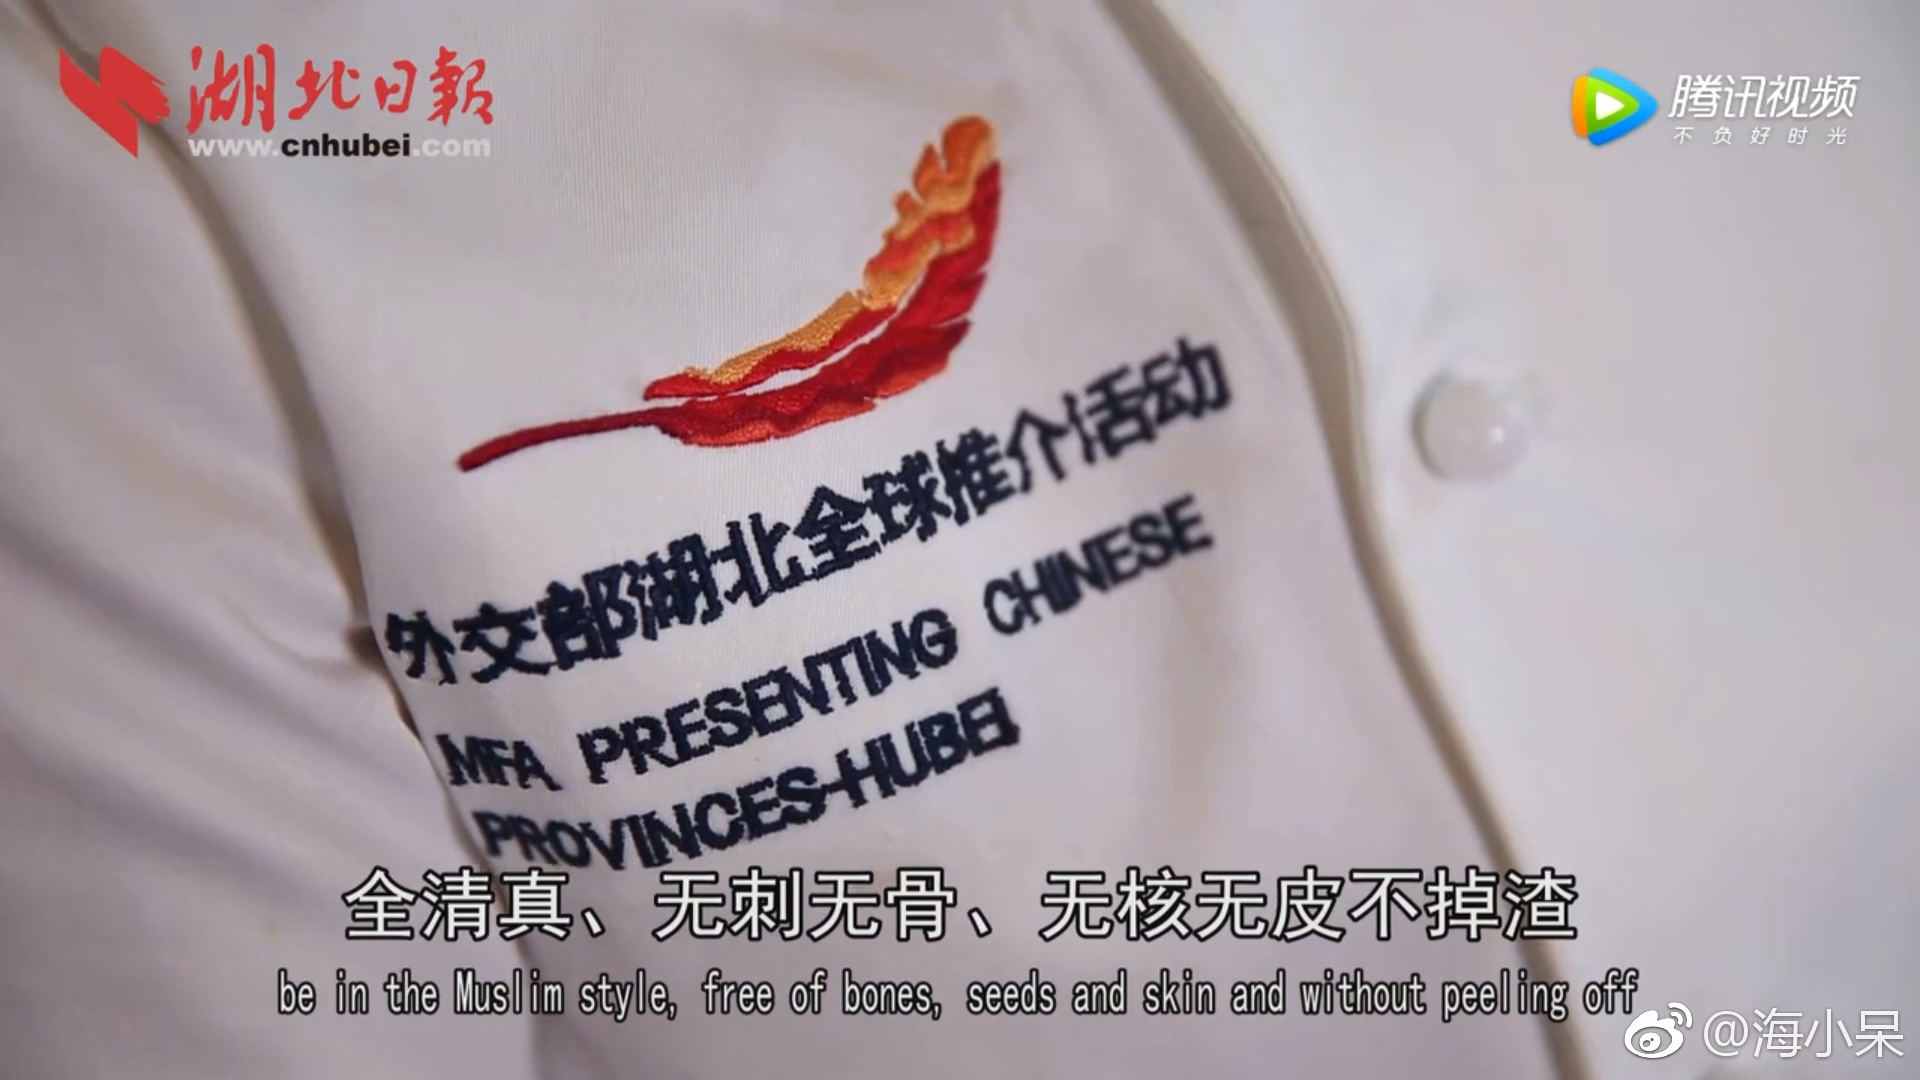 湖北日報
www.cnhubei.com
腾讯视频
不负好时光
外交部湖北全球推介活动
MFA PRESENTING CHINESE
PROVINCES-HUBEI
全清真、无刺无骨、无核无皮不掉渣
be in the Muslim style, free of bones, seeds and skin and without peeling off
@海小呆